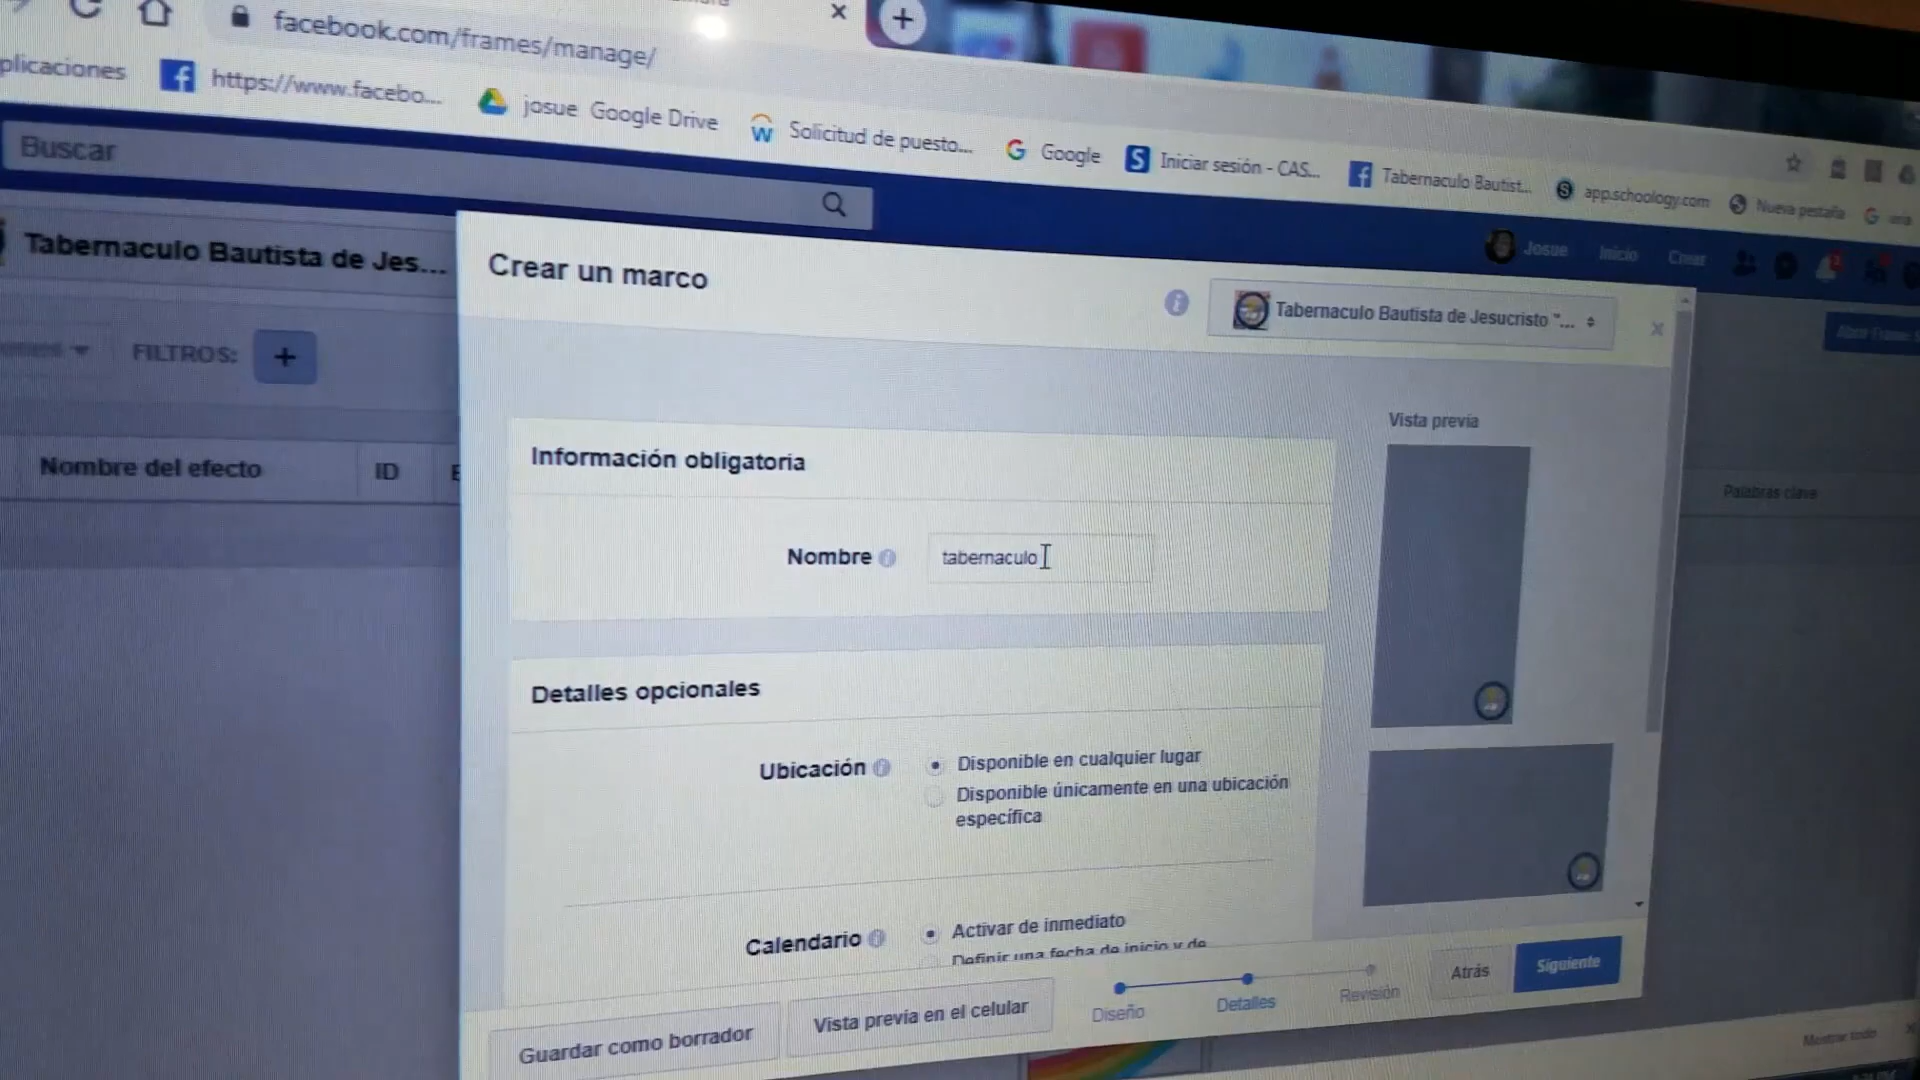 facebook.com/frames/manage/
plicaciones
https://www.facebo...
josue Google Drive
Solicitud de puesto...
Google
Iniciar sesión - CAS...
Tabernaculo Bautist...
app.schoology.com
Nueva pestaña
Buscar
Josue
Inicio
Crear
Tabernaculo Bautista de Jes...
Crear un marco
Tabernaculo Bautista de Jesucristo "...
FILTROS:
+
Vista previa
Información obligatoria
Nombre del efecto
ID
Palabras clave
Nombre
tabernaculo
Detalles opcionales
Ubicación
Disponible en cualquier lugar
Disponible únicamente en una ubicación
específica
Calendario
Activar de inmediato
Definir una fecha de inicio y de
Atrás
Siguiente
Diseño
Detalles
Revisión
Guardar como borrador
Vista previa en el celular
Mostrar todo